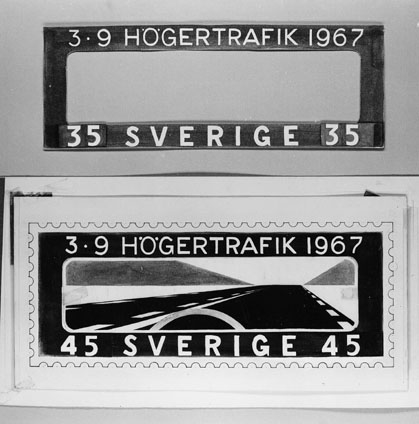 3·9 HÖGERTRAFIK 1967
35 SVERIGE 35
3·9 HÖGERTRAFIK 1967
45 SVERIGE 45